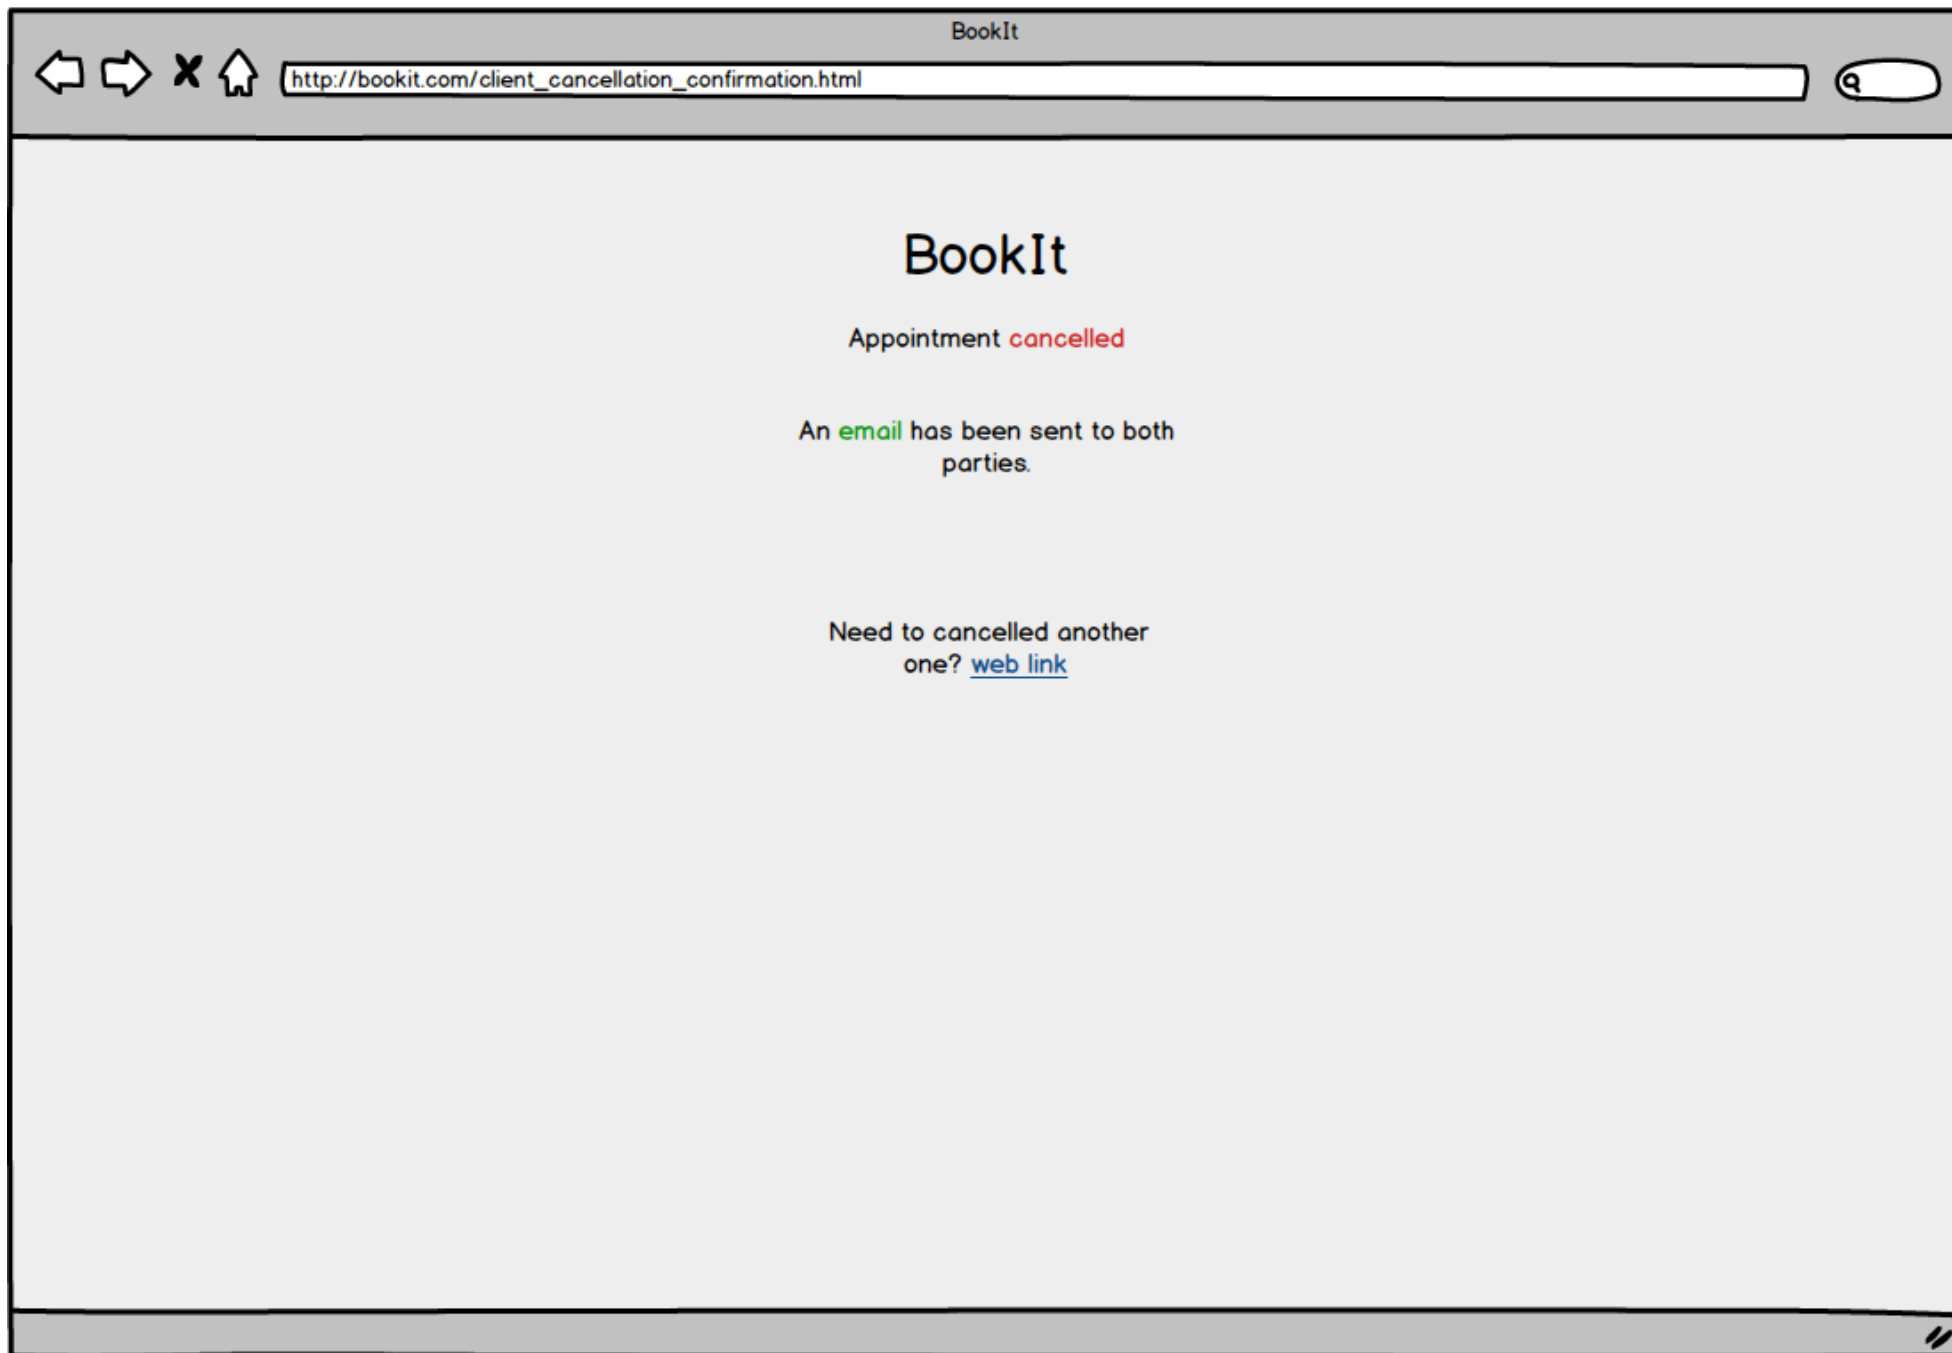 BookIt
http://bookit.com/client_cancellation_confirmation.html
BookIt
Appointment cancelled
An email has been sent to both
parties.
Need to cancelled another
one? web link